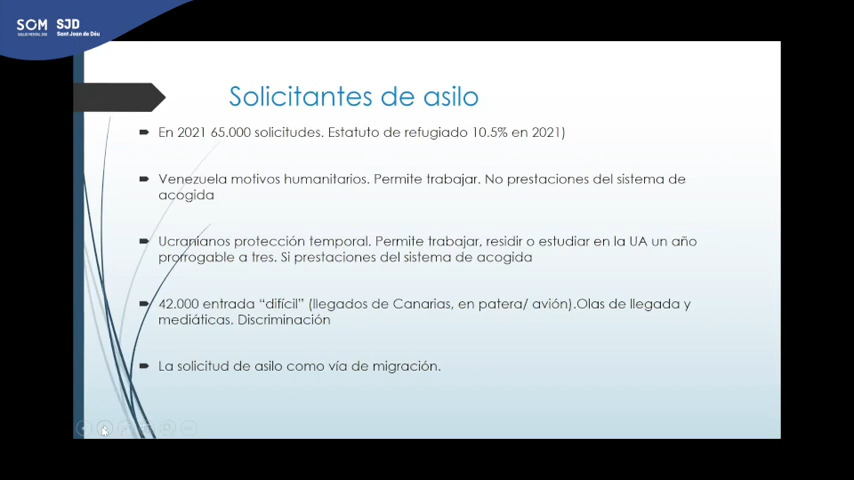 SOM SJD
SALUD MENTAL 360 Sant Joan de Déu
Solicitantes de asilo
En 2021 65.000 solicitudes. Estatuto de refugiado 10.5% en 2021)
Venezuela motivos humanitarios. Permite trabajar. No prestaciones del sistema de
acogida
Ucranianos protección temporal. Permite trabajar, residir o estudiar en la UA un año
prorrogable a tres. Si prestaciones del sistema de acogida
42.000 entrada “difícil” (llegados de Canarias, en patera/ avión).Olas de llegada y
mediáticas. Discriminación
La solicitud de asilo como vía de migración.